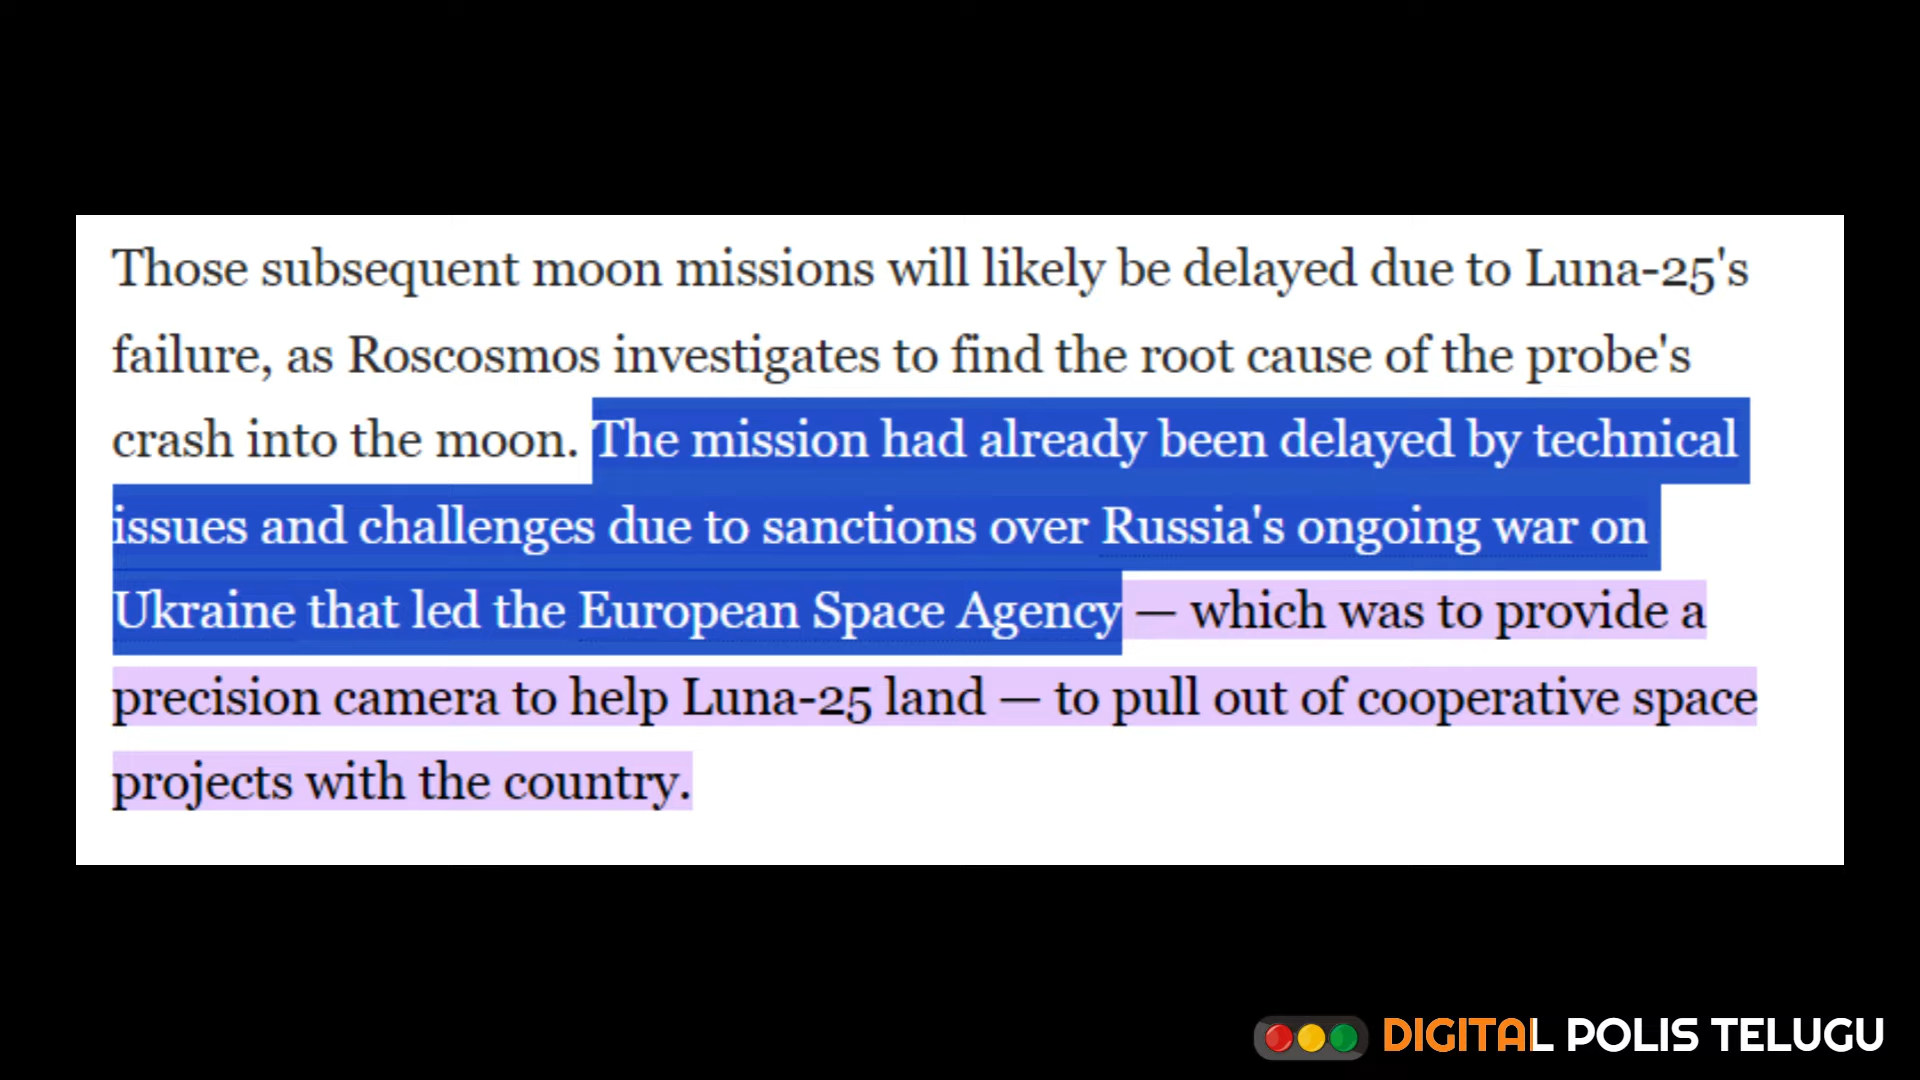 Those subsequent moon missions will likely be delayed due to Luna-25's
failure, as Roscosmos investigates to find the root cause of the probe's
crash into the moon. The mission had already been delayed by technical
issues and challenges due to sanctions over Russia's ongoing war on
Ukraine that led the European Space Agency — which was to provide a
precision camera to help Luna-25 land — to pull out of cooperative space
projects with the country.
DIGITAL POLIS TELUGU